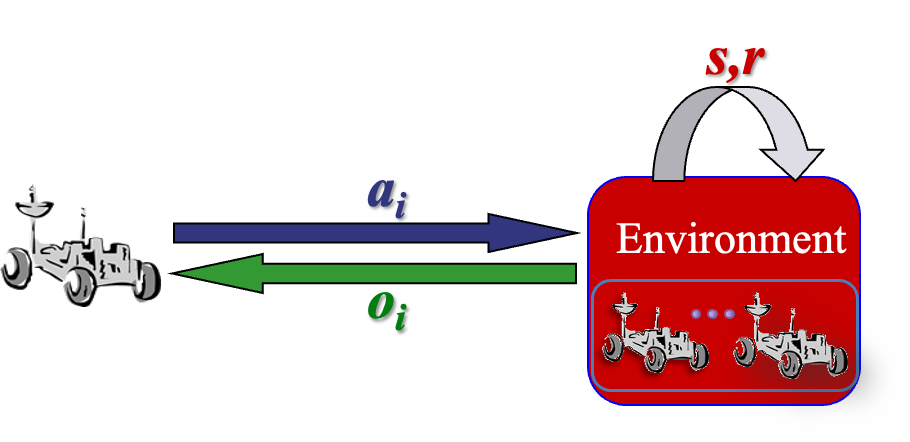 s,r
ai
Environment
oi